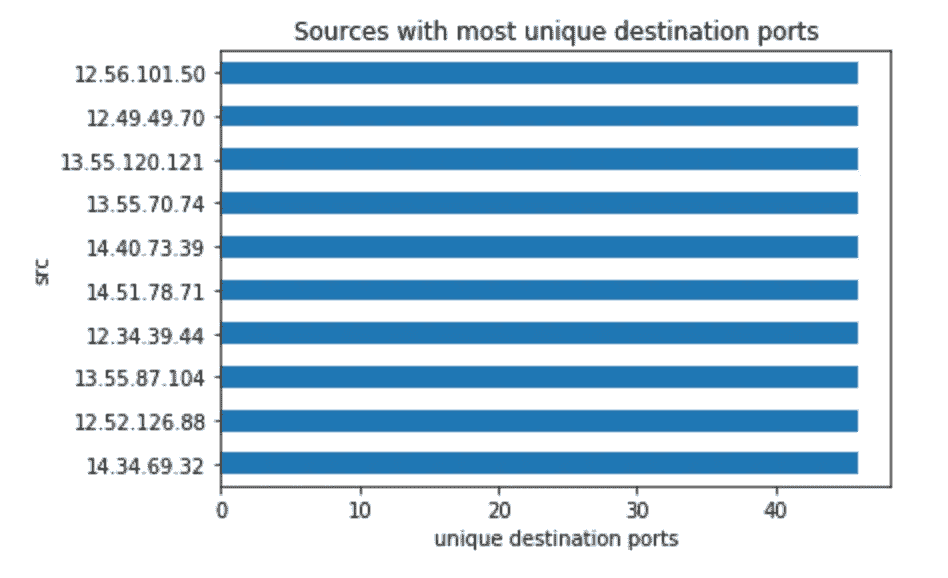 Sources with most unique destination ports
12.56.101.50
12.49.49.70
13.55.120.121
13.55.70.74
14.40.73.39
14.51.78.71
12.34.39.44
13.55.87.104
12.52.126.88
14.34.69.32
src
0 10 20 30 40
unique destination ports